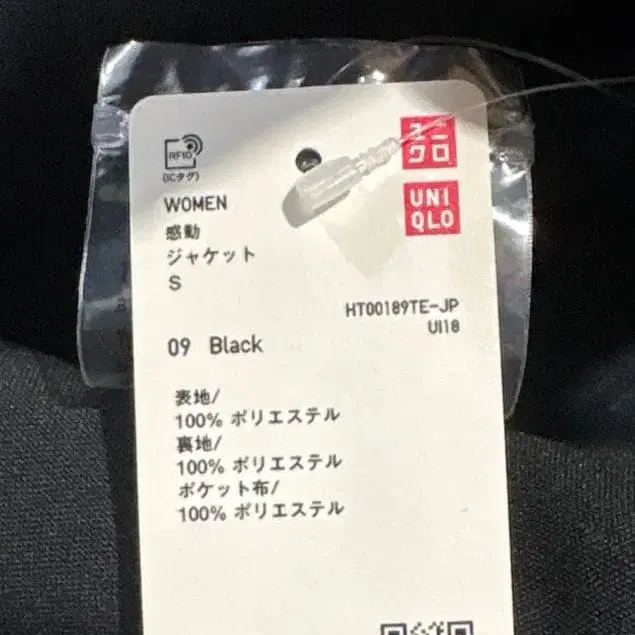 RFID
(ICタグ)
ユニ
クロ
UNI
QLO
WOMEN
感動
ジャケット
S
HT00189TE-JP
UI18
09 Black
表地/
100% ポリエステル
裏地/
100% ポリエステル
ポケット布/
100% ポリエステル